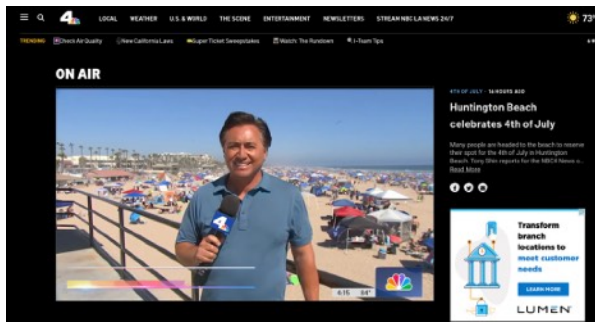 4
LOCAL WEATHER U.S. & WORLD THE SCENE ENTERTAINMENT NEWSLETTERS STREAM NBC LA NEWS 24/7 73°
TRENDING Check Air Quality New California Laws Super Ticket Sweepstakes Watch: The Rundown I-Team Tips
ON AIR
4
4:15 84°
4TH OF JULY • 16 HOURS AGO
Huntington Beach
celebrates 4th of July
Many people are headed to the beach to reserve
their spot for the 4th of July in Huntington
Beach. Tony Shin reports for the NBC4 News
Read More
Transform
branch
locations to
meet customer
needs
LEARN MORE
LUMEN